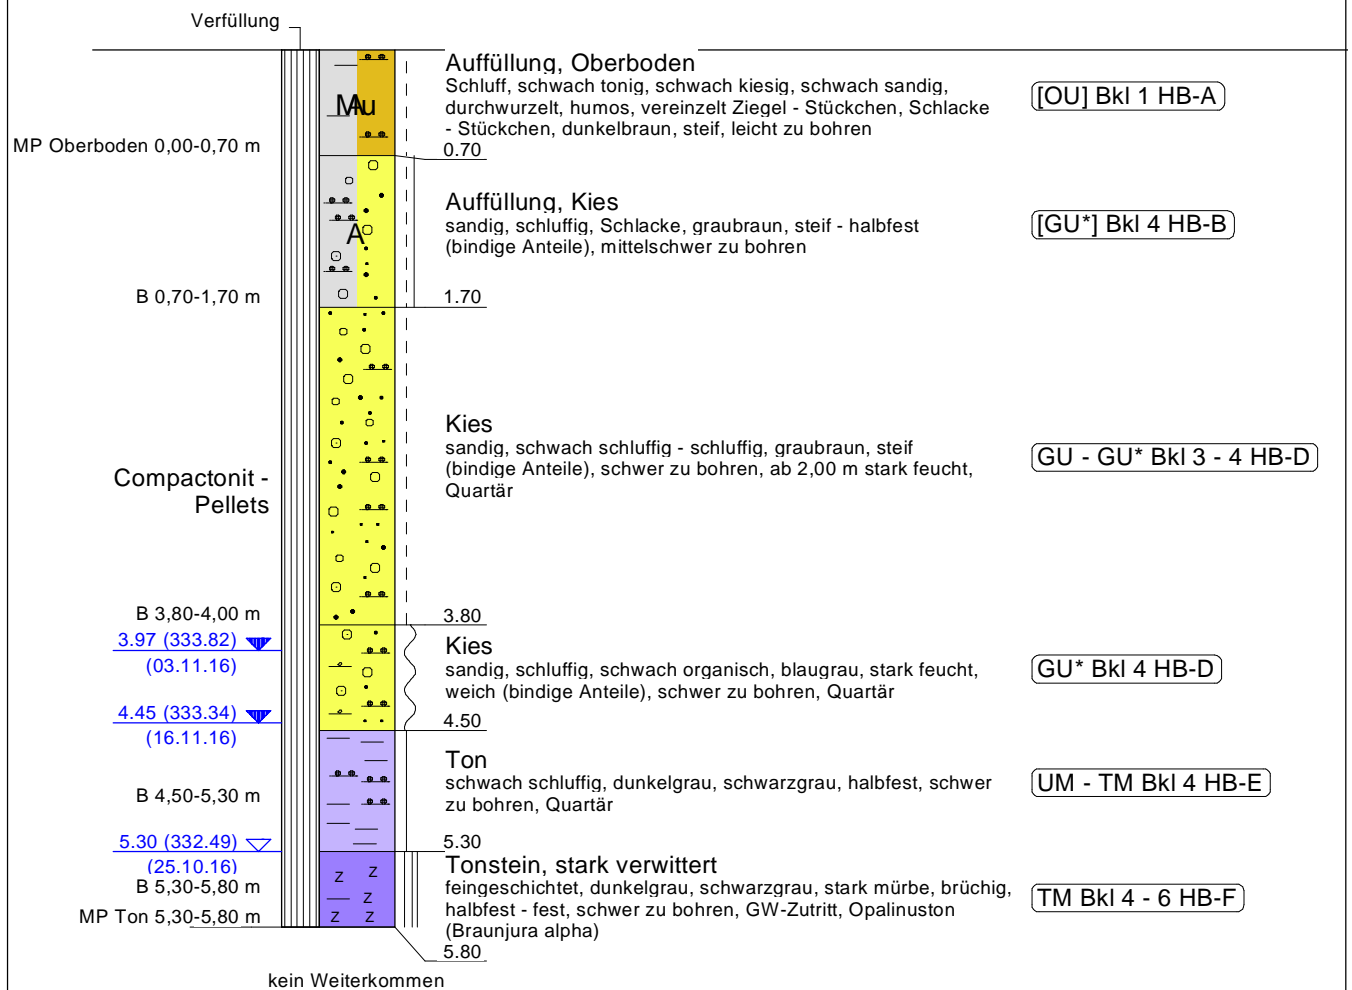 Verfüllung
Auffüllung, Oberboden
Schluff, schwach tonig, schwach kiesig, schwach sandig,
durchwurzelt, humos, vereinzelt Ziegel - Stückchen, Schlacke
- Stückchen, dunkelbraun, steif, leicht zu bohren
[OU] Bkl 1 HB-A
Mu
A
MP Oberboden 0,00-0,70 m
0.70
Auffüllung, Kies
sandig, schluffig, Schlacke, graubraun, steif - halbfest
(bindige Anteile), mittelschwer zu bohren
[GU*] Bkl 4 HB-B
A
B 0,70-1,70 m
1.70
Kies
sandig, schwach schluffig - schluffig, graubraun, steif
(bindige Anteile), schwer zu bohren, ab 2,00 m stark feucht,
Quartär
GU - GU* Bkl 3 - 4 HB-D
Compactonit -
Pellets
B 3,80-4,00 m
3.80
3.97 (333.82)
(03.11.16)
Kies
sandig, schluffig, schwach organisch, blaugrau, stark feucht,
weich (bindige Anteile), schwer zu bohren, Quartär
GU* Bkl 4 HB-D
4.45 (333.34)
(16.11.16)
4.50
Ton
schwach schluffig, dunkelgrau, schwarzgrau, halbfest, schwer
zu bohren, Quartär
UM - TM Bkl 4 HB-E
B 4,50-5,30 m
5.30 (332.49)
(25.10.16)
5.30
Tonstein, stark verwittert
feingeschichtet, dunkelgrau, schwarzgrau, stark mürbe, brüchig,
halbfest - fest, schwer zu bohren, GW-Zutritt, Opalinuston
(Braunjura alpha)
TM Bkl 4 - 6 HB-F
B 5,30-5,80 m
MP Ton 5,30-5,80 m
z z
z
z z
5.80
kein Weiterkommen